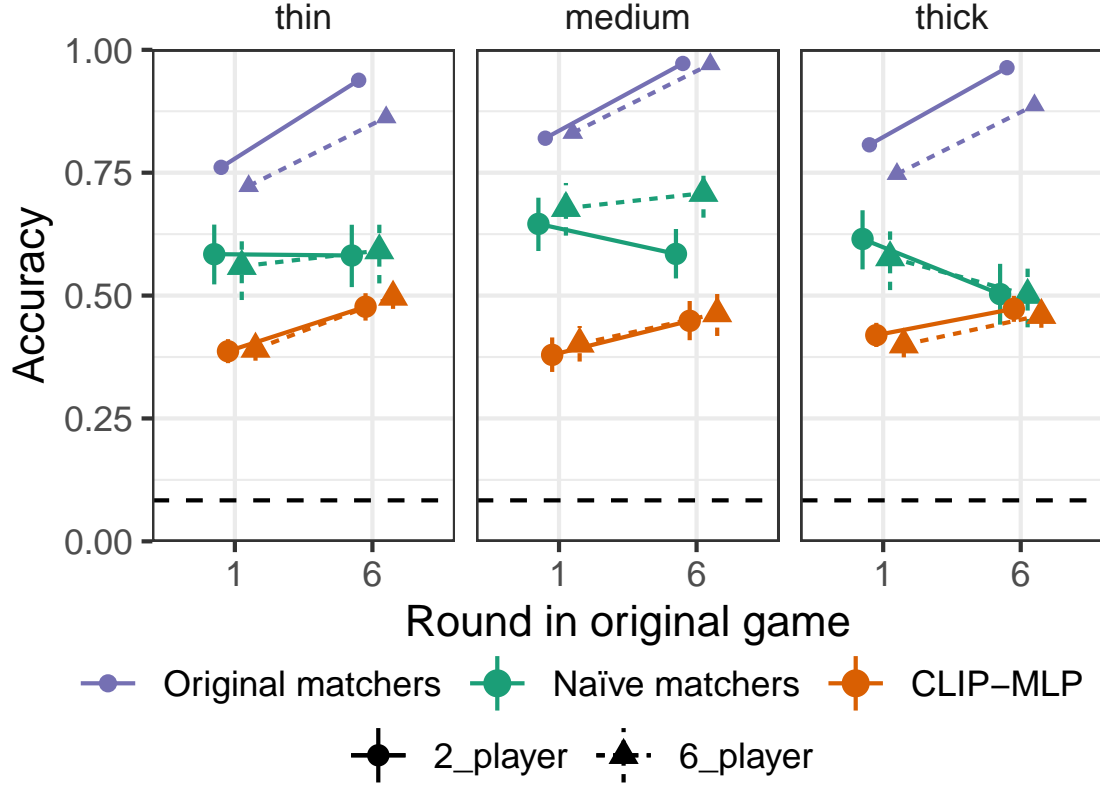 thin medium thick
Accuracy
1.00
0.75
0.50
0.25
0.00
1 6 1 6 1 6
Round in original game
Original matchers Naïve matchers CLIP−MLP
2_player 6_player